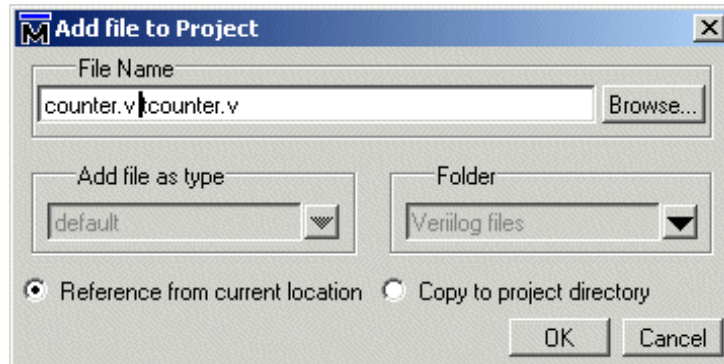 Add file to Project
File Name
counter.v tcounter.v
Browse...
Add file as type
Folder
default
Veriilog files
Reference from current location
Copy to project directory
OK
Cancel